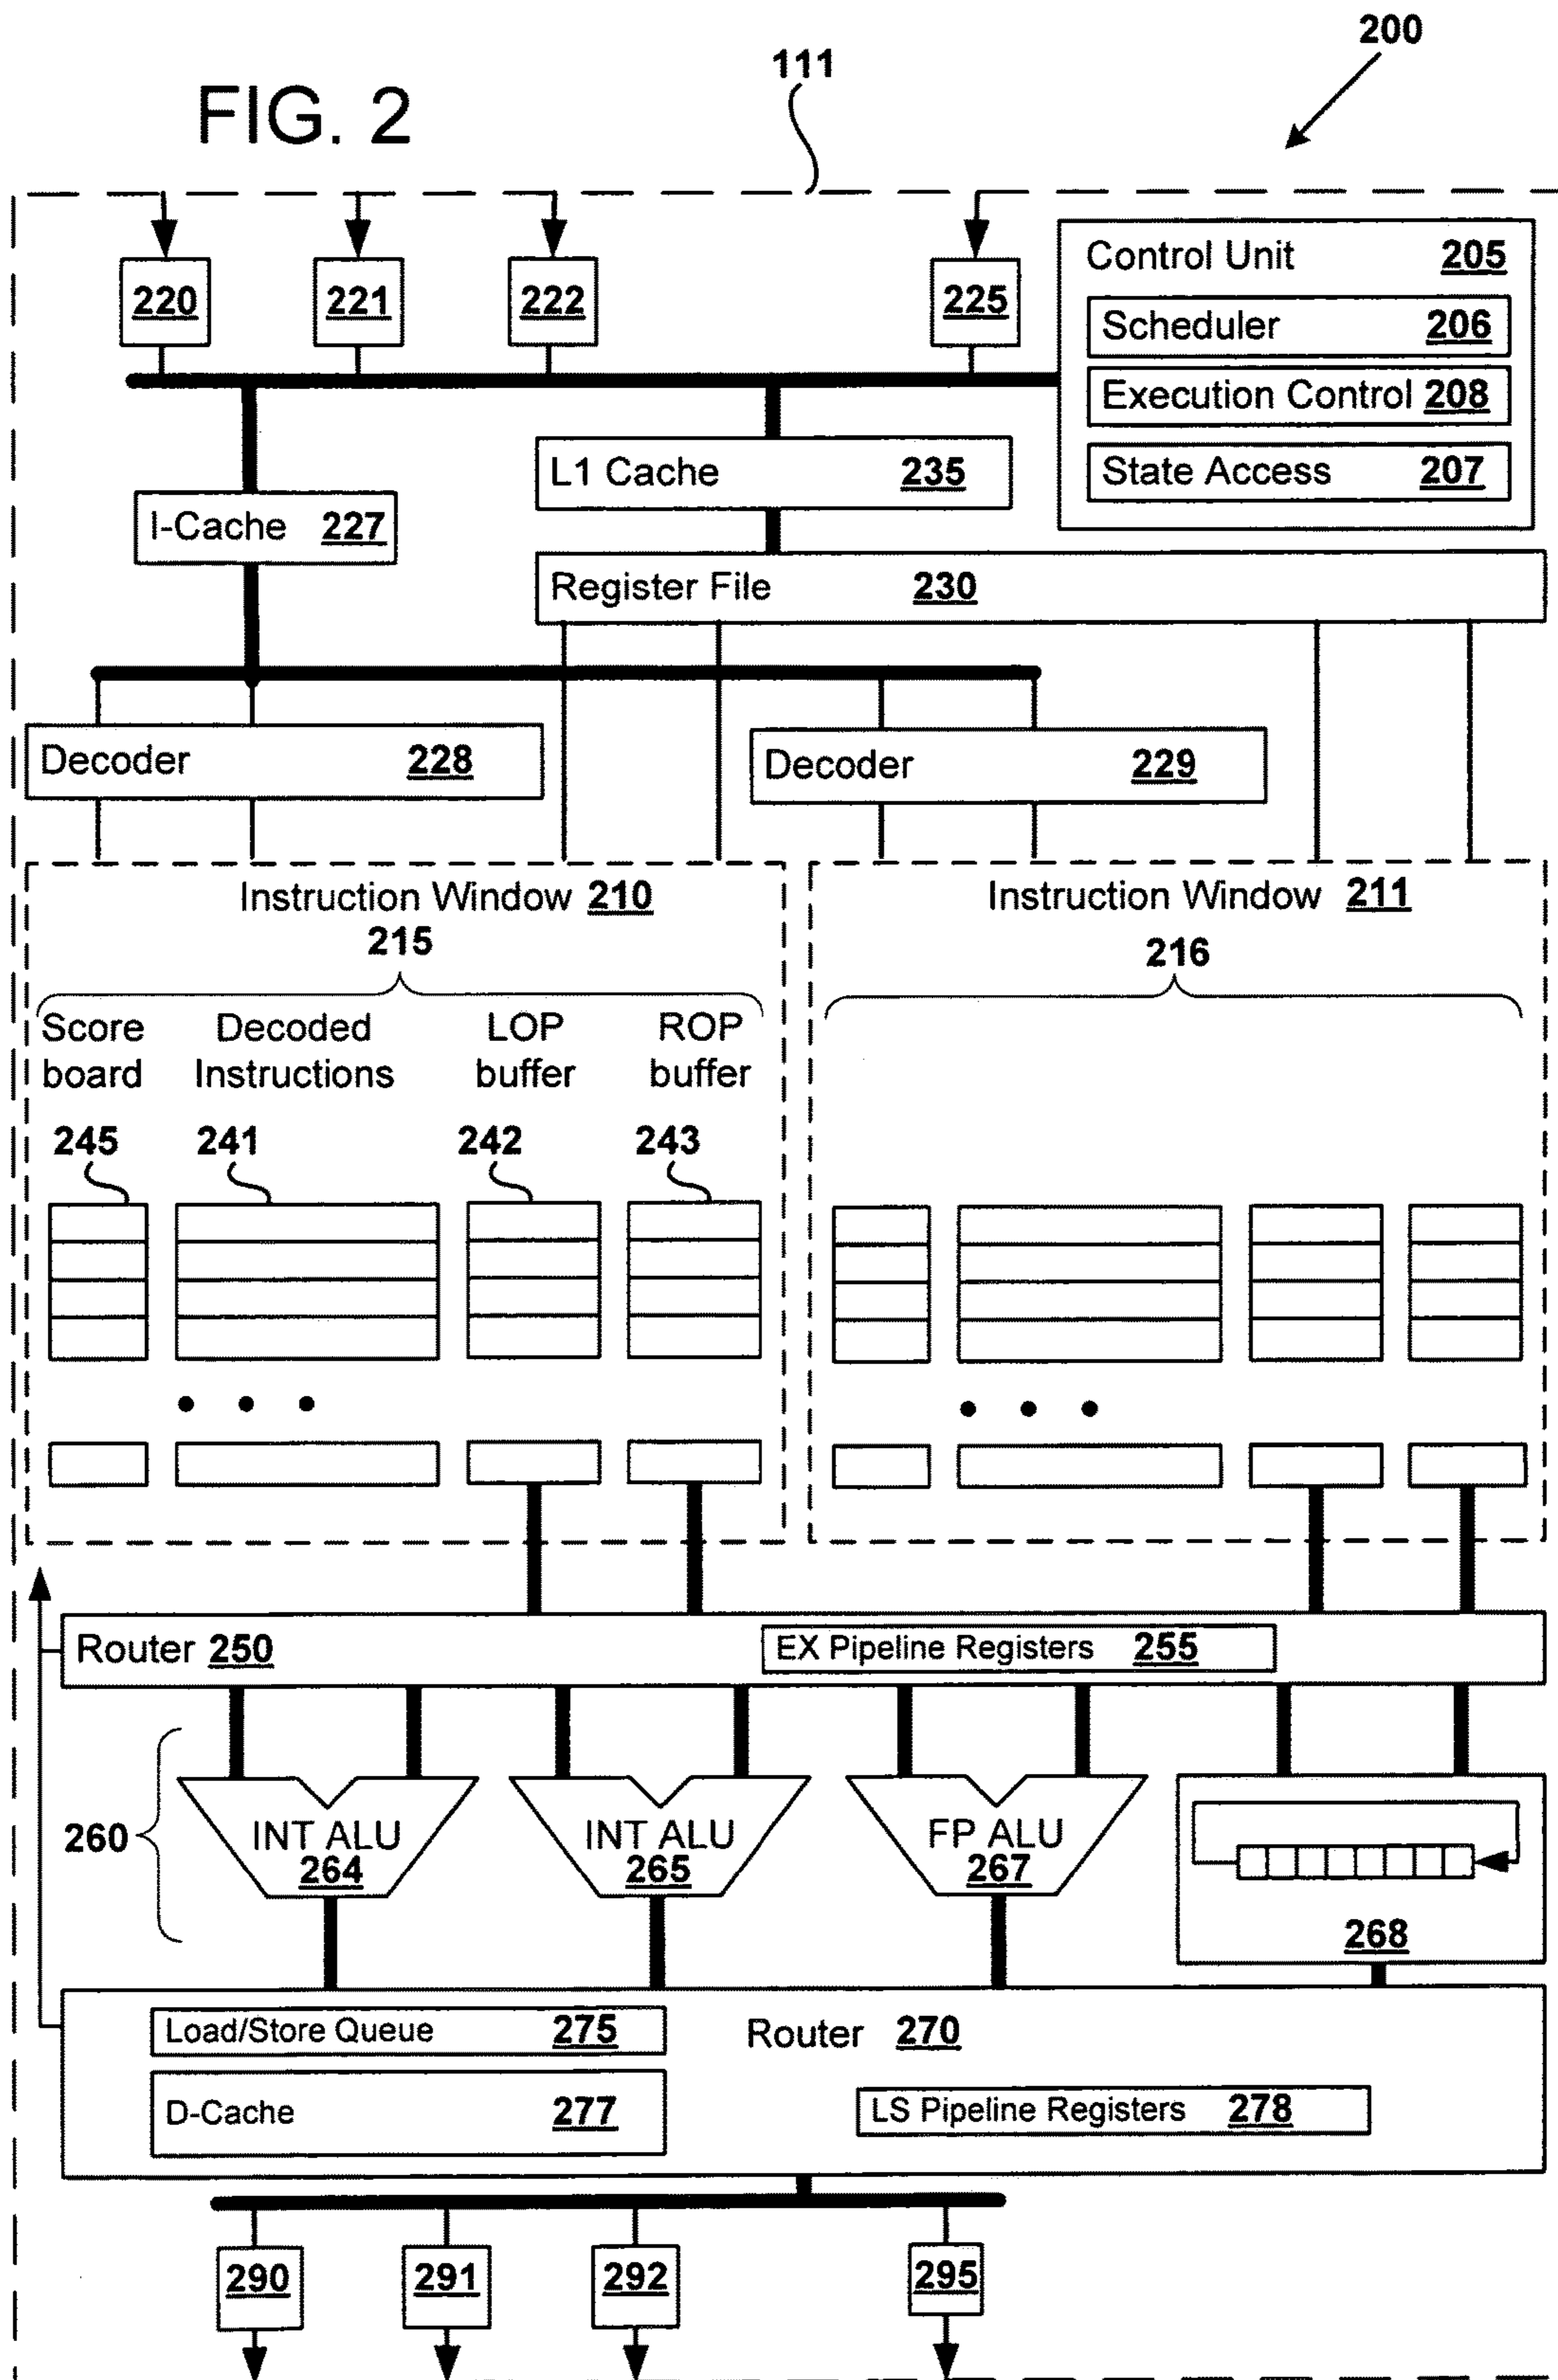 200
111
FIG. 2
220 221 222 225
Control Unit 205
Scheduler 206
Execution Control 208
State Access 207
L1 Cache 235
I-Cache 227
Register File 230
Decoder 228
Decoder 229
Instruction Window 210
215
Score board
Decoded Instructions
LOP buffer
ROP buffer
245 241 242 243
Instruction Window 211
216
Router 250
EX Pipeline Registers 255
260
INT ALU
264
INT ALU
265
FP ALU
267
268
Load/Store Queue 275
Router 270
D-Cache 277
LS Pipeline Registers 278
290 291 292 295